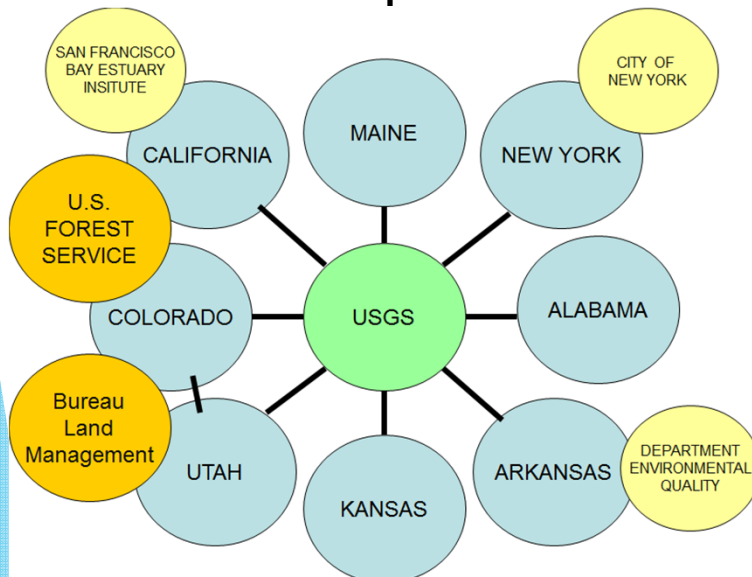 SAN FRANCISCO
BAY ESTUARY
INSITUTE
CITY OF
NEW YORK
MAINE
CALIFORNIA
NEW YORK
U.S.
FOREST
SERVICE
COLORADO
USGS
ALABAMA
Bureau
Land
Management
UTAH
KANSAS
ARKANSAS
DEPARTMENT
ENVIRONMENTAL
QUALITY